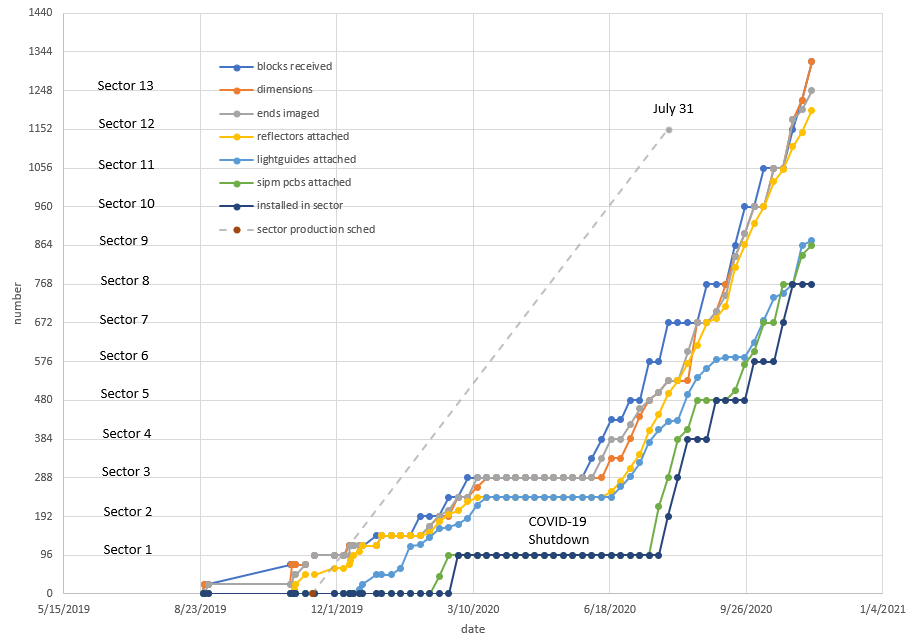 1440
1344
1248
1152
1056
960
864
768
672
576
480
384
288
192
96
0
number
Sector 13
Sector 12
Sector 11
Sector 10
Sector 9
Sector 8
Sector 7
Sector 6
Sector 5
Sector 4
Sector 3
Sector 2
Sector 1
blocks received
dimensions
ends imaged
reflectors attached
lightguides attached
sipm pcbs attached
installed in sector
sector production sched
July 31
COVID-19
Shutdown
5/15/2019 8/23/2019 12/1/2019 3/10/2020 6/18/2020 9/26/2020 1/4/2021
date